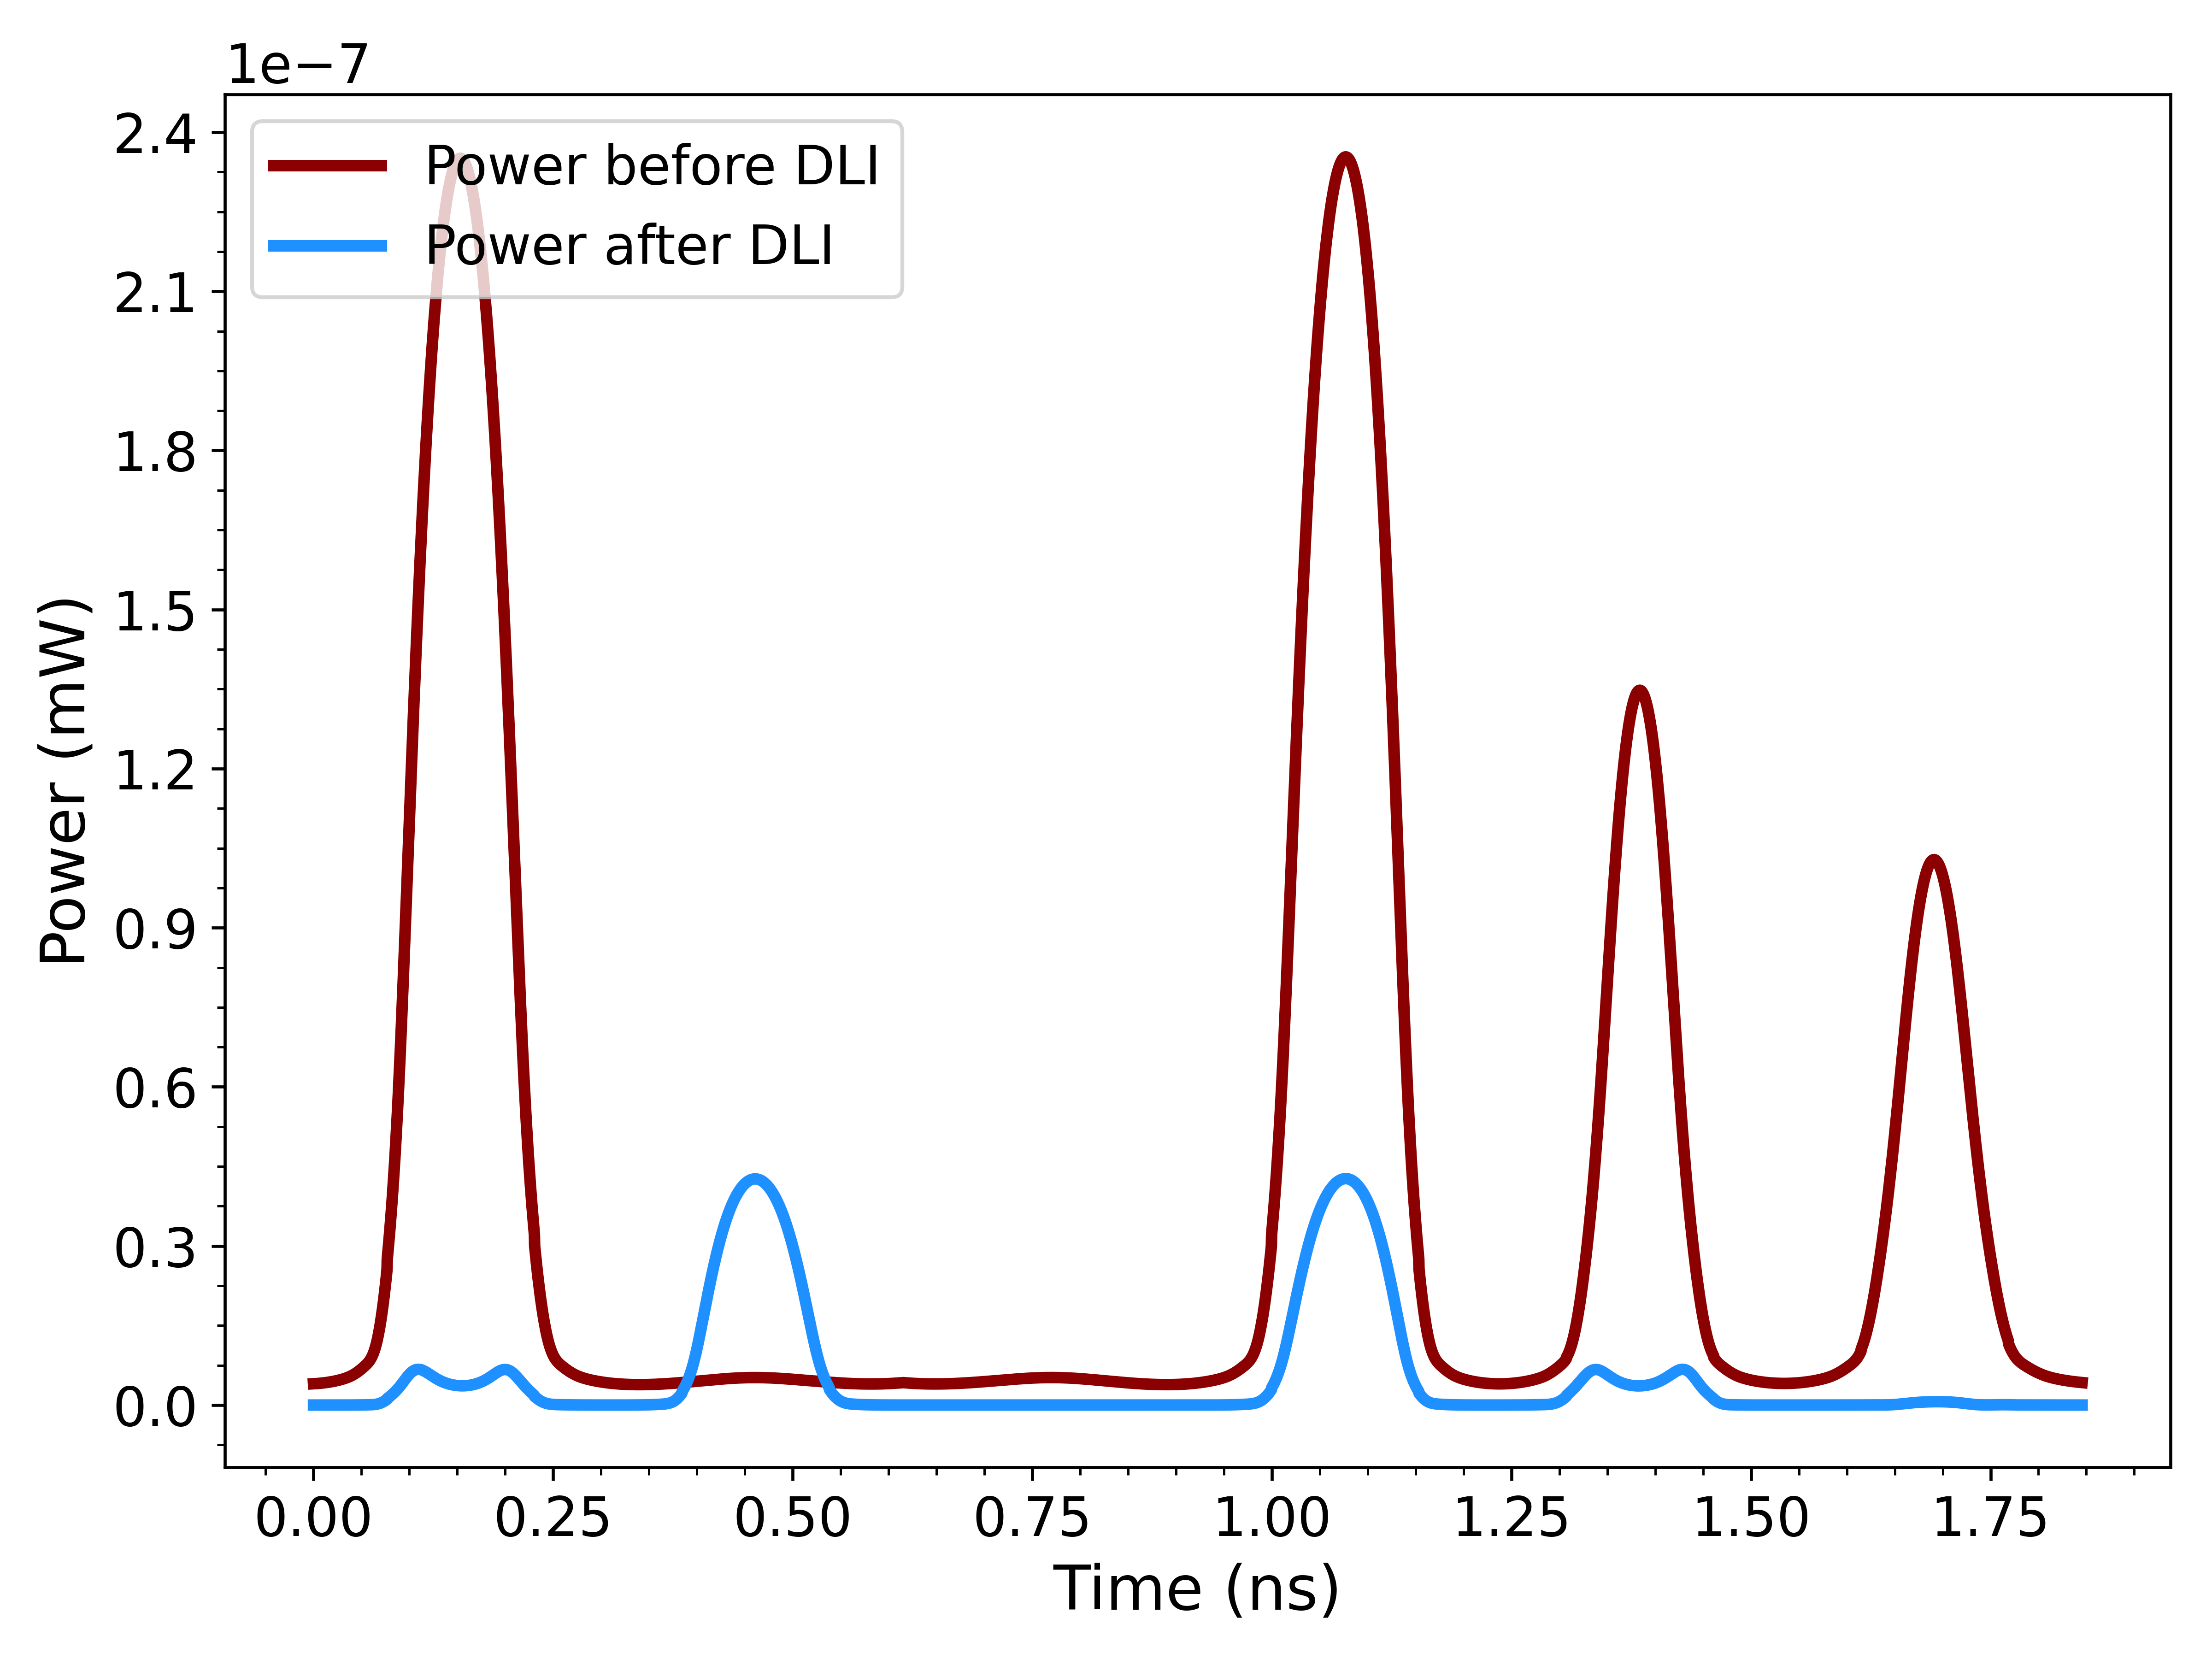 1e−7
2.4
2.1
1.8
1.5
1.2
0.9
0.6
0.3
0.0
Power (mW)
Power before DLI
Power after DLI
0.00 0.25 0.50 0.75 1.00 1.25 1.50 1.75
Time (ns)